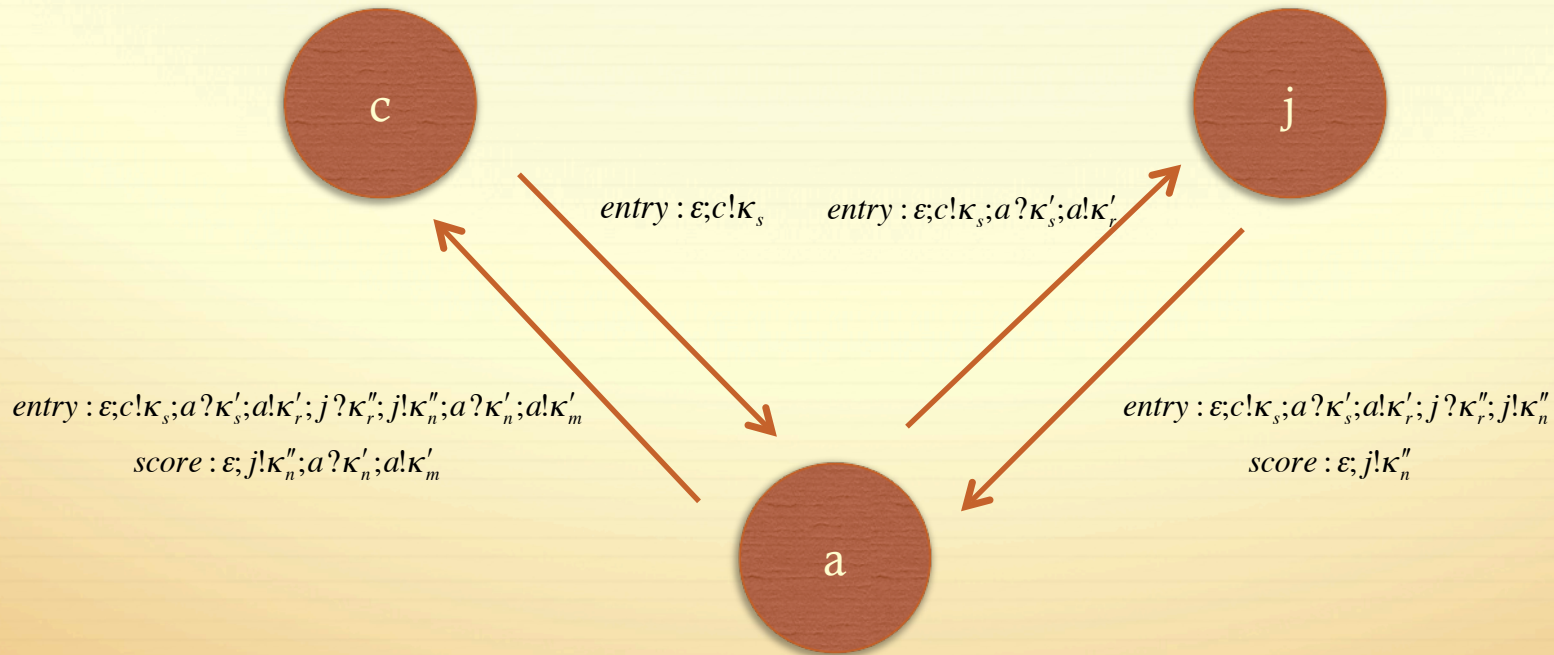 c
j
entry : ε;c!κ_s
entry : ε;c!κ_s;a?κ′_s;a!κ′_r
entry : ε;c!κ_s;a?κ′_s;a!κ′_r;j?κ″_r;j!κ″_n;a?κ′_n;a!κ′_m
score : ε;j!κ″_n;a?κ′_n;a!κ′_m
entry : ε;c!κ_s;a?κ′_s;a!κ′_r;j?κ″_r;j!κ″_n
score : ε;j!κ″_n
a